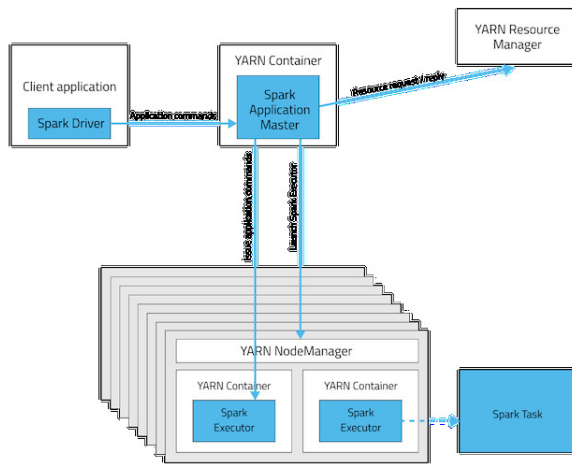 YARN Resource
Manager
YARN Container
Client application
Spark
Application
Master
Spark Driver
Resource request / reply
Application commands
Issue application commands
Launch Spark Executor
YARN NodeManager
YARN Container
YARN Container
Spark
Executor
Spark
Executor
Spark Task